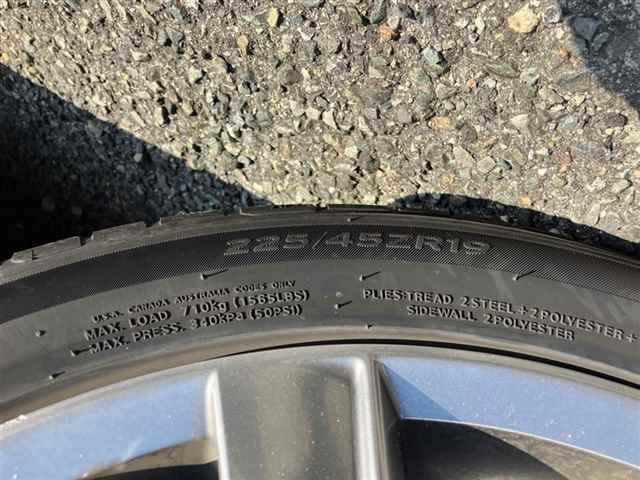 225/45ZR19
U.S.A. CANADA AUSTRALIA CODES ONLY
MAX. LOAD 710kg (1565LBS)
MAX. PRESS. 340KPA (50PSI)
PLIES:TREAD 2STEEL+2POLYESTER+
SIDEWALL 2POLYESTER